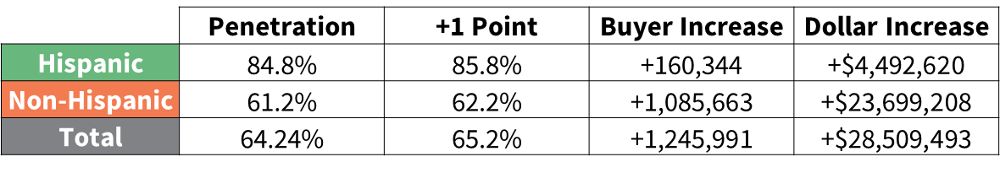 Penetration +1 Point Buyer Increase Dollar Increase
Hispanic 84.8% 85.8% +160,344 +$4,492,620
Non-Hispanic 61.2% 62.2% +1,085,663 +$23,699,208
Total 64.24% 65.2% +1,245,991 +$28,509,493